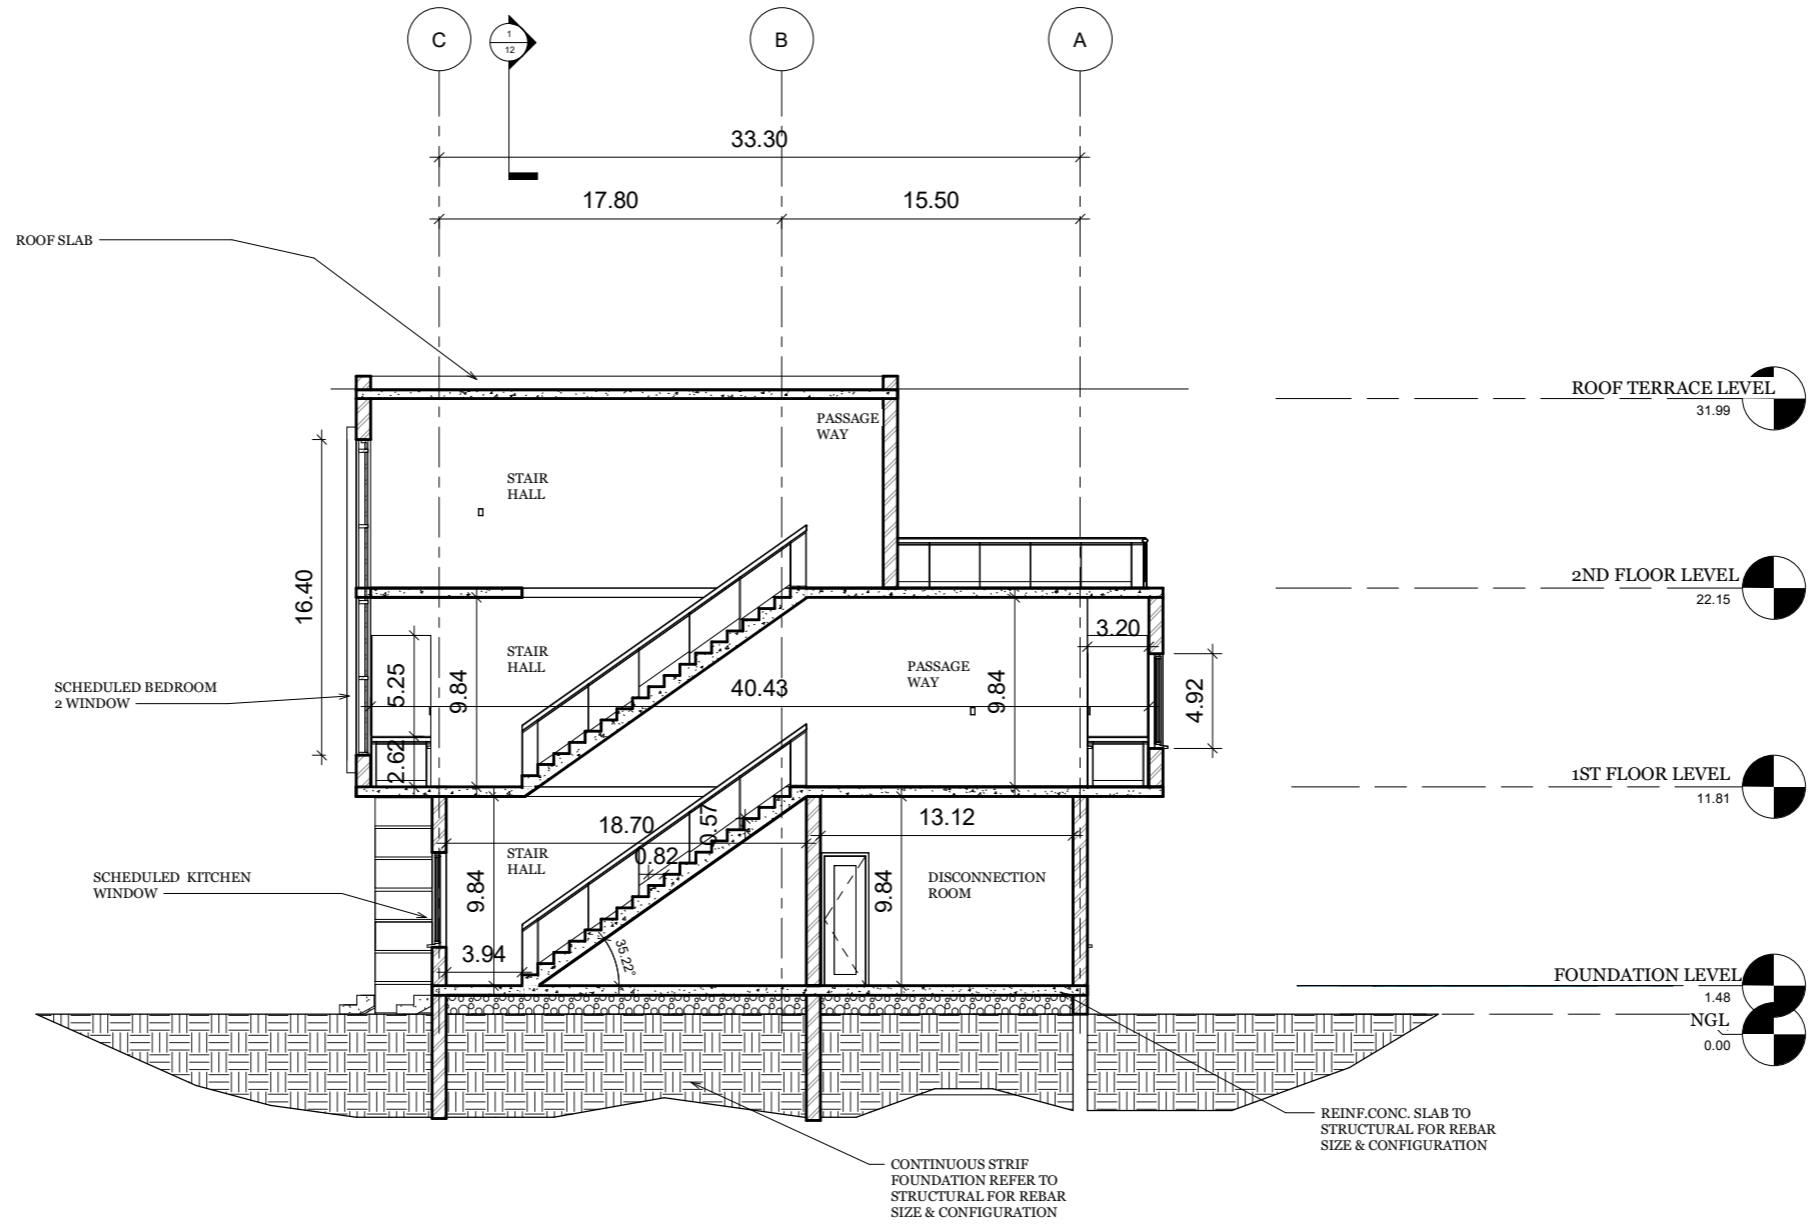 C
1
12
B
A
33.30
17.80
15.50
ROOF SLAB
ROOF TERRACE LEVEL
31.99
PASSAGE
WAY
STAIR
HALL
16.40
2ND FLOOR LEVEL
22.15
3.20
STAIR
HALL
PASSAGE
WAY
SCHEDULED BEDROOM
2 WINDOW
5.25
9.84
40.43
9.84
4.92
2.62
1ST FLOOR LEVEL
11.81
18.70
0.57
13.12
STAIR
HALL
0.82
SCHEDULED KITCHEN
WINDOW
9.84
9.84
DISCONNECTION
ROOM
3.94
35.22°
FOUNDATION LEVEL
1.48
NGL
0.00
REINF.CONC. SLAB TO
STRUCTURAL FOR REBAR
SIZE & CONFIGURATION
CONTINUOUS STRIF
FOUNDATION REFER TO
STRUCTURAL FOR REBAR
SIZE & CONFIGURATION